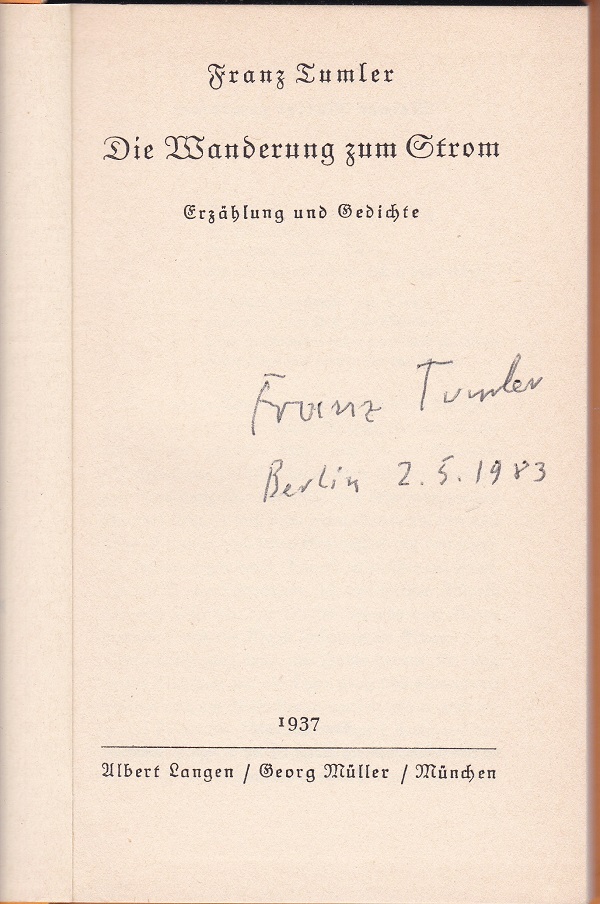 Franz Tumler
Die Wanderung zum Strom
Erzählung und Gedichte
Franz Tumler
Berlin 2.5.1983
1937
Albert Langen / Georg Müller / München